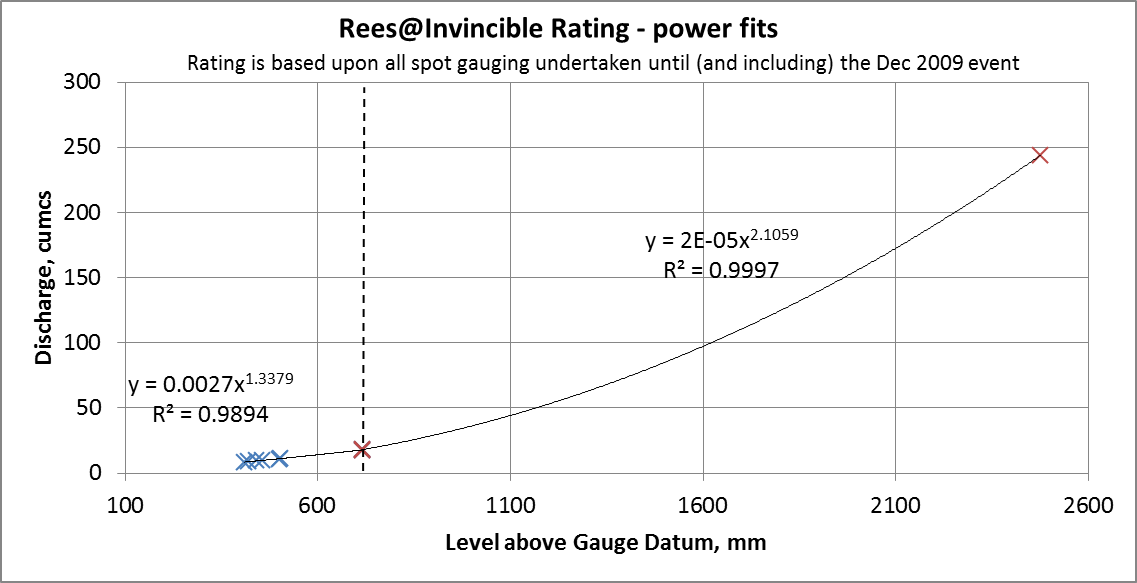 Rees@Invincible Rating - power fits
Rating is based upon all spot gauging undertaken until (and including) the Dec 2009 event
300
250
200
150
100
50
0
Discharge, cumcs
y = 2E-05x^2.1059
R² = 0.9997
y = 0.0027x^1.3379
R² = 0.9894
100 600 1100 1600 2100 2600
Level above Gauge Datum, mm